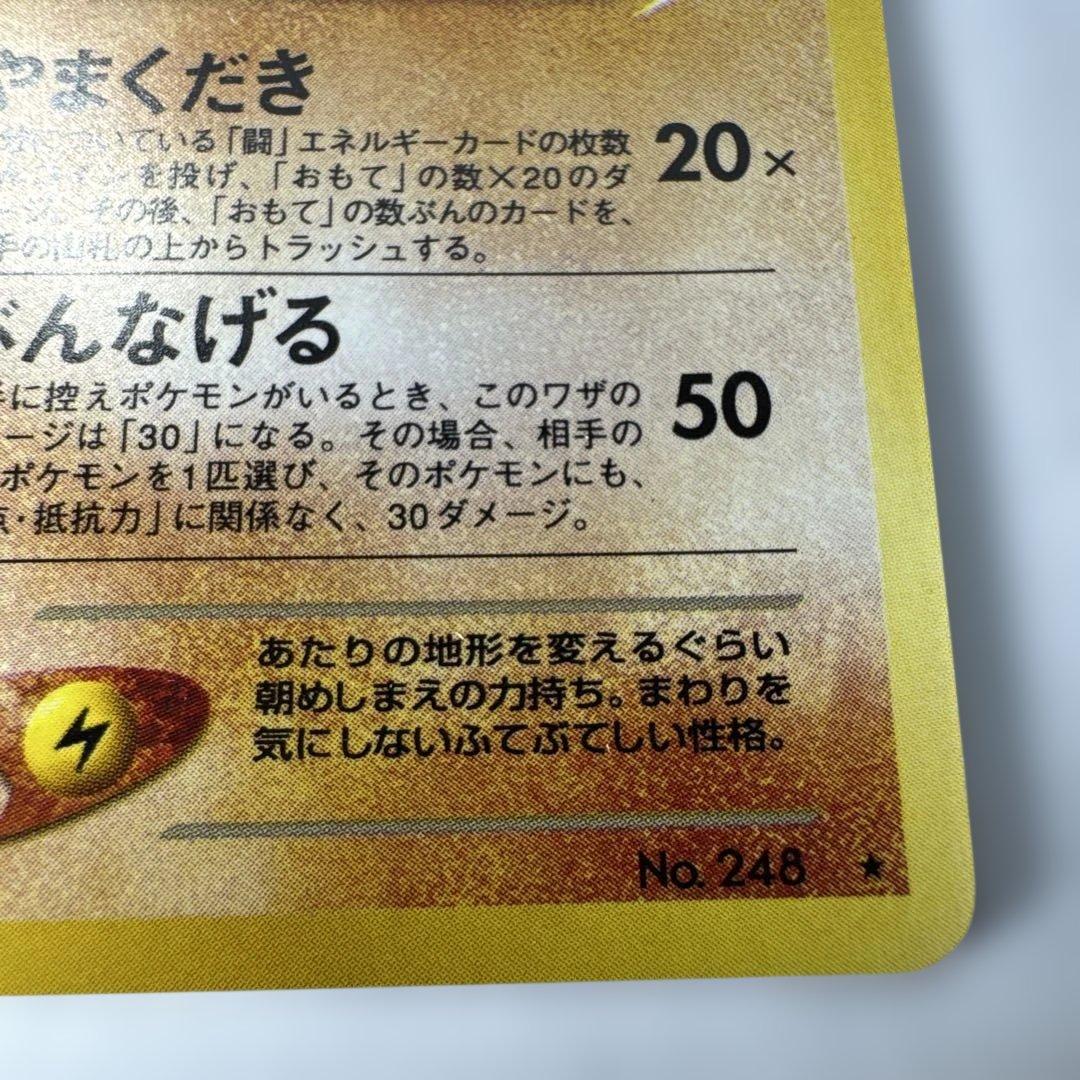 やまくだき
ている「闘」エネルギーカードの枚数
を投げ、「おもて」の数×20のダ
20×
その後、「おもて」の数ぶんのカードを、
手の山札の上からトラッシュする。
ぶんなげる
手に控えポケモンがいるとき、このワザの
50
ージは「30」になる。その場合、相手の
ポケモンを1匹選び、そのポケモンにも、
点・抵抗力」に関係なく、30ダメージ。
あたりの地形を変えるぐらい
朝めしまえの力持ち。まわりを
気にしないふてぶてしい性格。
No. 248 ★